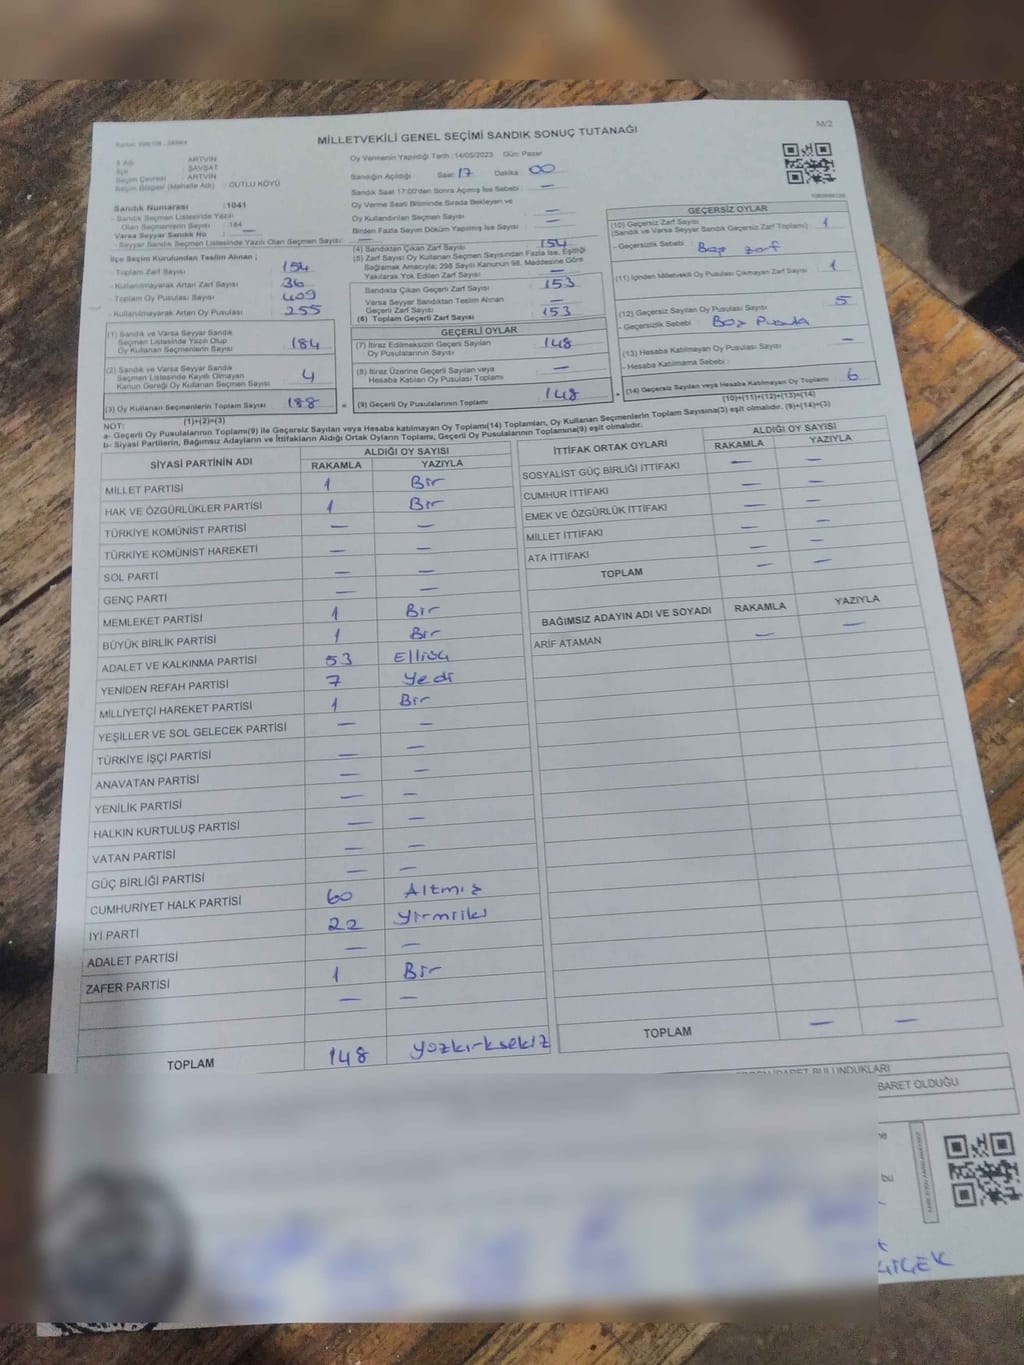 M/2
MİLLETVEKİLİ GENEL SEÇİMİ SANDIK SONUÇ TUTANAĞI
Oy Vermenin Yapıldığı Tarih :14/05/2023 Gün: Pazar
İl Adı : ARTVİN
İlçe : ŞAVŞAT
Seçim Çevresi : ARTVİN
Seçim Bölgesi (Mahalle Adı) : DUTLU KÖYÜ
Sandığın Açıldığı Saat: 17 Dakika 00
Sandık Saat 17:00'den Sonra Açılmış İse Sebebi : —
Oy Verme Saati Bitiminde Sırada Bekleyen ve
Oy Kullandırılan Seçmen Sayısı —
Birden Fazla Sayım Döküm Yapılmış İse Sayısı : —
Sandık Numarası :1041
- Sandık Seçmen Listesinde Yazılı
Olan Seçmenlerin Sayısı : 184
Varsa Seyyar Sandık No : —
- Seyyar Sandık Seçmen Listesinde Yazılı Olan Seçmen Sayısı: —
İlçe Seçim Kurulundan Teslim Alınan ;
- Toplam Zarf Sayısı 154
- Kullanılmayarak Artan Zarf Sayısı 36
- Toplam Oy Pusulası Sayısı 409
- Kullanılmayarak Artan Oy Pusulası 255
(1) Sandık ve Varsa Seyyar Sandık
Seçmen Listesinde Yazılı Olup
Oy Kullanan Seçmenlerin Sayısı 184
(2) Sandık ve Varsa Seyyar Sandık
Seçmen Listesinde Kayıtlı Olmayan
Kanun Gereği Oy Kullanan Seçmen Sayısı 4
(3) Oy Kullanan Seçmenlerin Toplam Sayısı 188
(1)+(2)=(3)
(4) Sandıktan Çıkan Zarf Sayısı 154
(5) Zarf Sayısı Oy Kullanan Seçmen Sayısından Fazla İse, Eşitliği
Sağlamak Amacıyla; 298 Sayılı Kanunun 98. Maddesine Göre
Yakılarak Yok Edilen Zarf Sayısı —
Sandıkta Çıkan Geçerli Zarf Sayısı 153
Varsa Seyyar Sandıktan Teslim Alınan
Geçerli Zarf Sayısı —
(6) Toplam Geçerli Zarf Sayısı 153
GEÇERLİ OYLAR
(7) İtiraz Edilmeksizin Geçerli Sayılan
Oy Pusulalarının Sayısı 148
(8) İtiraz Üzerine Geçerli Sayılan veya
Hesaba Katılan Oy Pusulası Toplamı —
= (9) Geçerli Oy Pusulalarının Toplamı 148
GEÇERSİZ OYLAR
(10) Geçersiz Zarf Sayısı
(Sandık ve Varsa Seyyar Sandık Geçersiz Zarf Toplamı) 1
- Geçersizlik Sebebi : Boş zarf
(11) İçinden Milletvekili Oy Pusulası Çıkmayan Zarf Sayısı 1
(12) Geçersiz Sayılan Oy Pusulası Sayısı 5
- Geçersizlik Sebebi : Boş Pusula
(13) Hesaba Katılmayan Oy Pusulası Sayısı —
- Hesaba Katılmama Sebebi :
+ (14) Geçersiz Sayılan veya Hesaba Katılmayan Oy Toplamı 6
(10)+(11)+(12)+(13)=(14)
NOT:
a- Geçerli Oy Pusulalarının Toplamı(9) ile Geçersiz Sayılan veya Hesaba katılmayan Oy Toplamı(14) Toplamları, Oy Kullanan Seçmenlerin Toplam Sayısına(3) eşit olmalıdır. (9)+(14)=(3)
b- Siyasi Partilerin, Bağımsız Adayların ve İttifakların Aldığı Ortak Oyların Toplamı, Geçerli Oy Pusulalarının Toplamına(9) eşit olmalıdır.
SİYASİ PARTİNİN ADI ALDIĞI OY SAYISI
RAKAMLA YAZIYLA
MİLLET PARTİSİ 1 Bir
HAK VE ÖZGÜRLÜKLER PARTİSİ 1 Bir
TÜRKİYE KOMÜNİST PARTİSİ — —
TÜRKİYE KOMÜNİST HAREKETİ — —
SOL PARTİ — —
GENÇ PARTİ — —
MEMLEKET PARTİSİ 1 Bir
BÜYÜK BİRLİK PARTİSİ 1 Bir
ADALET VE KALKINMA PARTİSİ 53 Elliüç
YENİDEN REFAH PARTİSİ 7 Yedi
MİLLİYETÇİ HAREKET PARTİSİ 1 Bir
YEŞİLLER VE SOL GELECEK PARTİSİ — —
TÜRKİYE İŞÇİ PARTİSİ — —
ANAVATAN PARTİSİ — —
YENİLİK PARTİSİ — —
HALKIN KURTULUŞ PARTİSİ — —
VATAN PARTİSİ — —
GÜÇ BİRLİĞİ PARTİSİ — —
CUMHURİYET HALK PARTİSİ 60 Altmış
İYİ PARTİ 22 Yirmiiki
ADALET PARTİSİ — —
ZAFER PARTİSİ 1 Bir
— —
TOPLAM 148 yüzkırksekiz
İTTİFAK ORTAK OYLARI ALDIĞI OY SAYISI
RAKAMLA YAZIYLA
SOSYALİST GÜÇ BİRLİĞİ İTTİFAKI — —
CUMHUR İTTİFAKI — —
EMEK VE ÖZGÜRLÜK İTTİFAKI — —
MİLLET İTTİFAKI — —
ATA İTTİFAKI — —
TOPLAM — —
BAĞIMSIZ ADAYIN ADI VE SOYADI RAKAMLA YAZIYLA
ARİF ATAMAN — —
TOPLAM — —
BULUNDUKLARI
BARET OLDUĞU